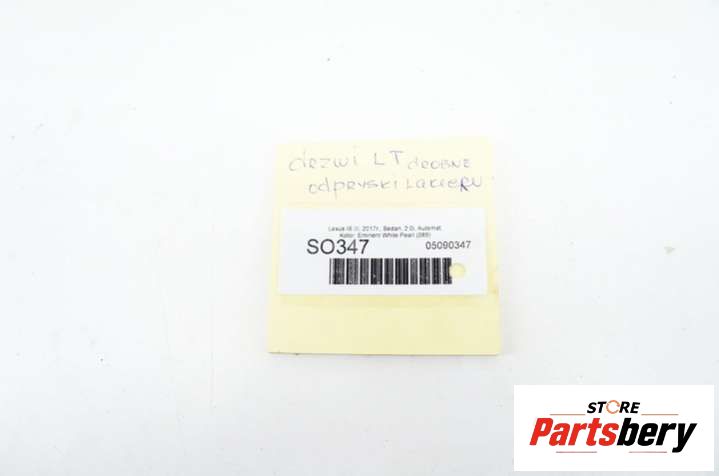 drzwi LT drobne
odpryski lakieru
Lexus IS III, 2017r., Sedan, 2.0i, Automat
Kolor: Eminent White Pearl (085)
SO347
05090347
STORE
Partsbery